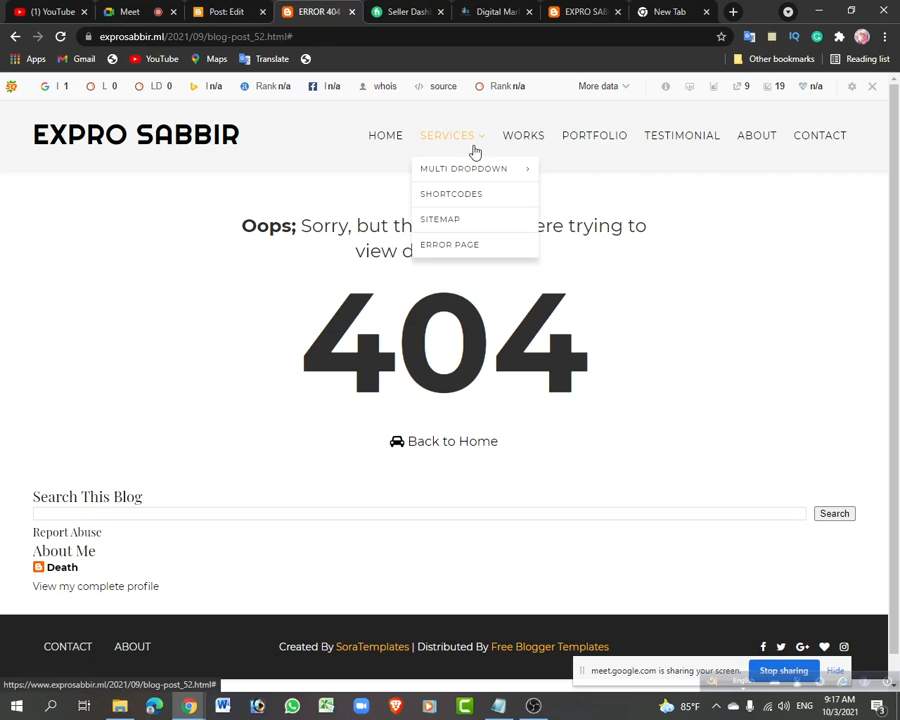 (1) YouTube
Meet
Post: Edit
ERROR 404
Seller Dash
Digital Mar
EXPRO SAB
New Tab
exprosabbir.ml/2021/09/blog-post_52.html#
Apps
Gmail
YouTube
Maps
Translate
Other bookmarks
Reading list
I 1
L 0
LD 0
I n/a
Rank n/a
I n/a
whois
source
Rank n/a
More data
9
19
n/a
EXPRO SABBIR
HOME
SERVICES
WORKS
PORTFOLIO
TESTIMONIAL
ABOUT
CONTACT
MULTI DROPDOWN
SHORTCODES
SITEMAP
ERROR PAGE
Oops; Sorry, but th ere trying to
view d
404
Back to Home
Search This Blog
Search
Report Abuse
About Me
Death
View my complete profile
CONTACT
ABOUT
Created By SoraTemplates | Distributed By Free Blogger Templates
meet.google.com is sharing your screen.
Stop sharing
Hide
https://www.exprosabbir.ml/2021/09/blog-post_52.html#
English
85°F
ENG
9:17 AM
10/3/2021
3